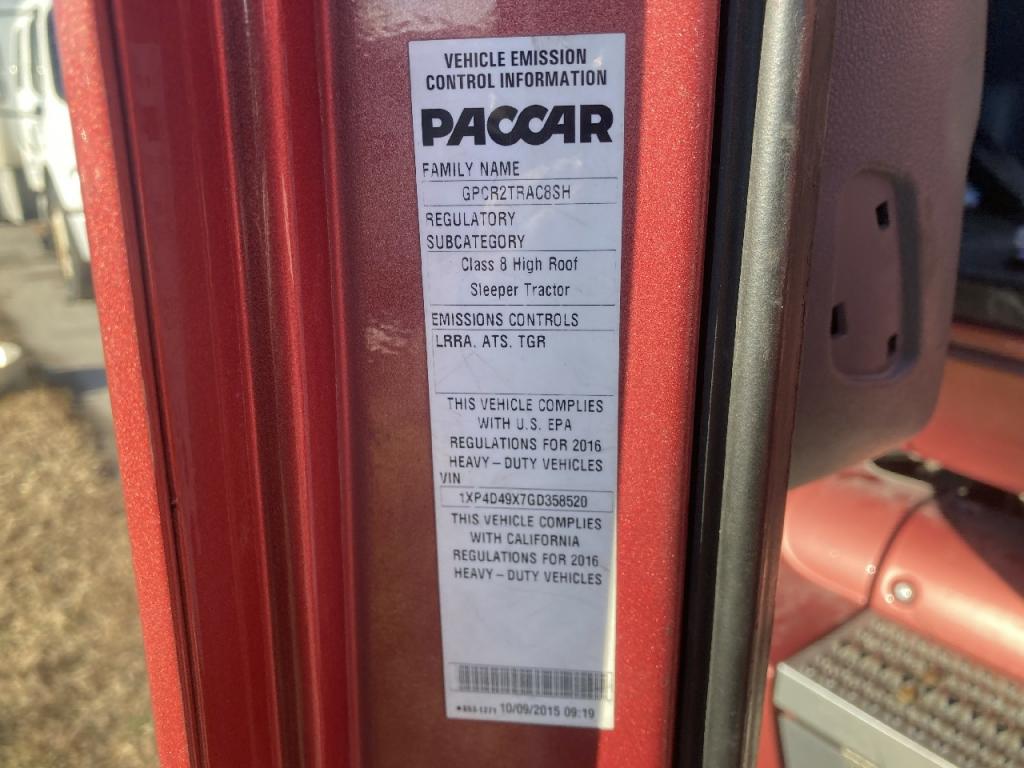 VEHICLE EMISSION
CONTROL INFORMATION
PACCAR
FAMILY NAME
GPCR2TRAC8SH
REGULATORY
SUBCATEGORY
Class 8 High Roof
Sleeper Tractor
EMISSIONS CONTROLS
LRRA. ATS. TGR
THIS VEHICLE COMPLIES
WITH U.S. EPA
REGULATIONS FOR 2016
HEAVY-DUTY VEHICLES
VIN
1XP4D49X7GD358520
THIS VEHICLE COMPLIES
WITH CALIFORNIA
REGULATIONS FOR 2016
HEAVY-DUTY VEHICLES
10/09/2015 09:19